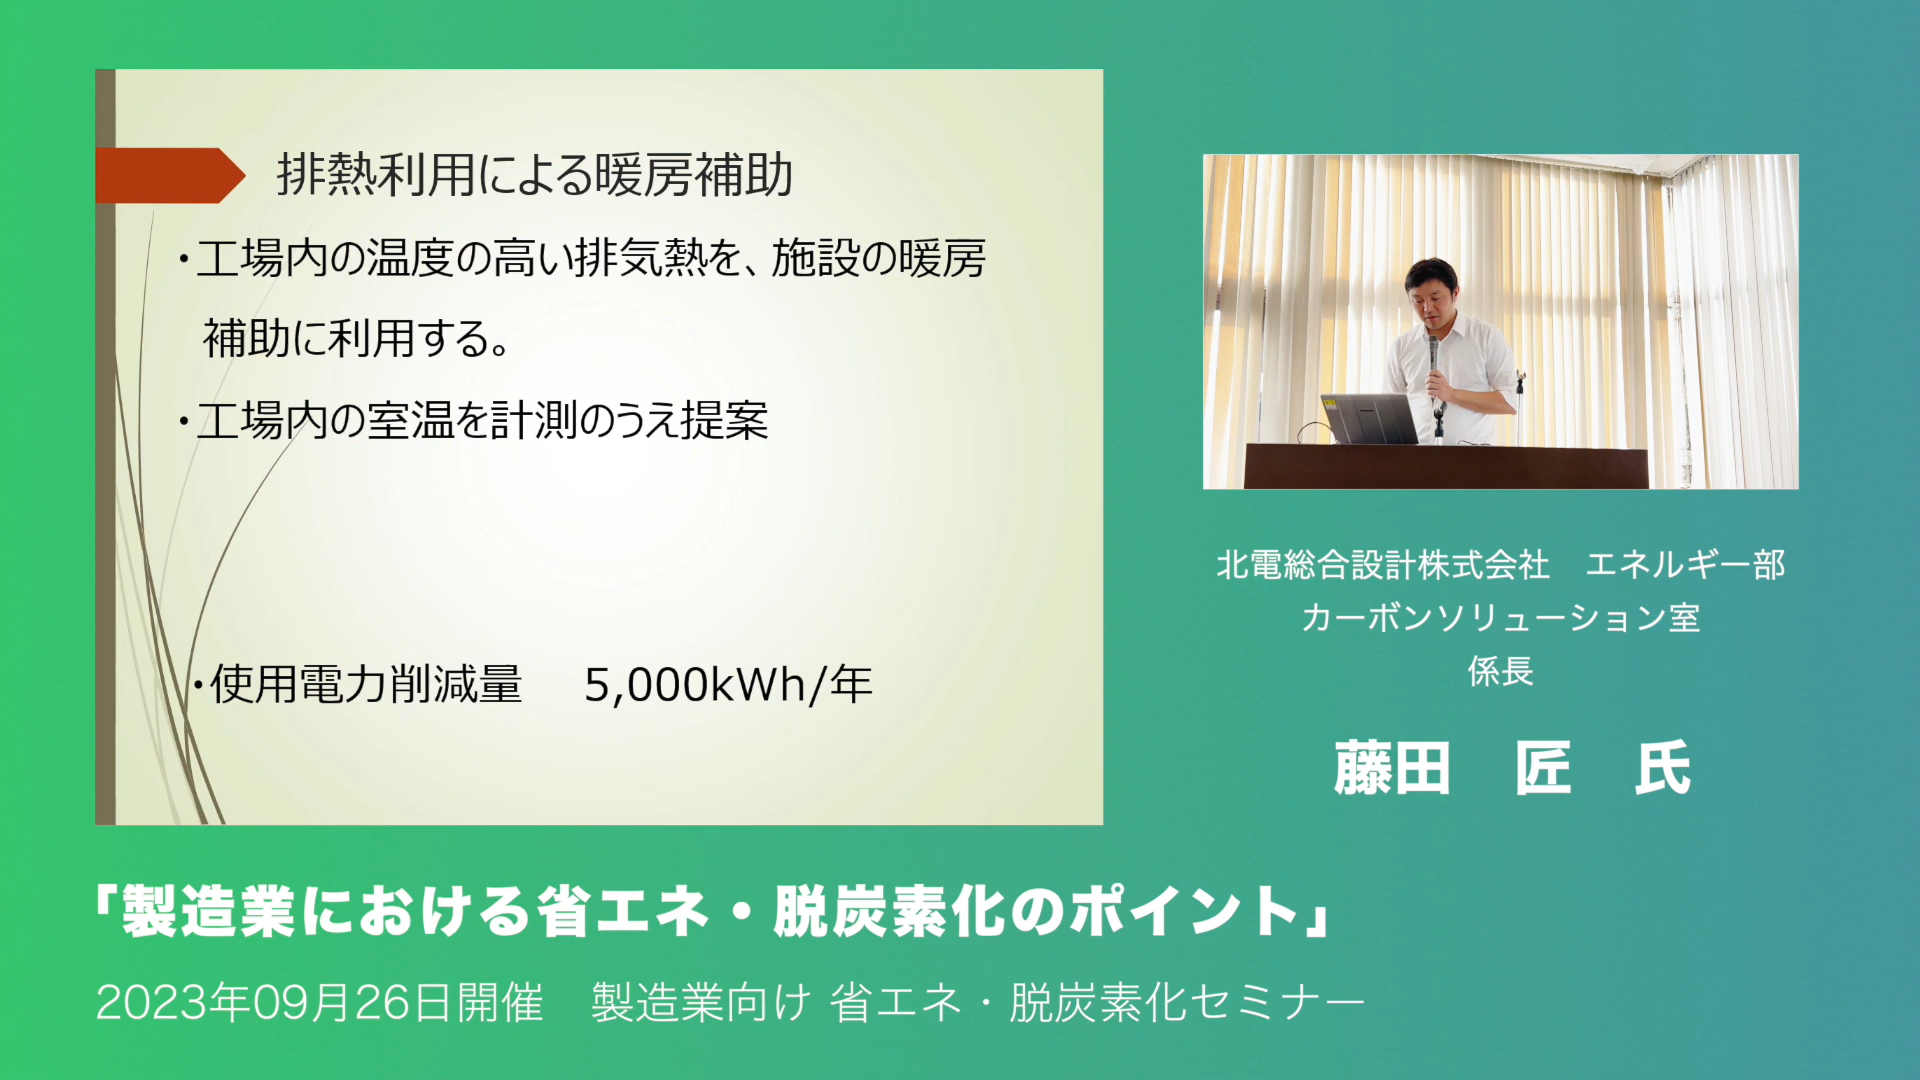 排熱利用による暖房補助
・工場内の温度の高い排気熱を、施設の暖房
補助に利用する。
・工場内の室温を計測のうえ提案
・使用電力削減量　5,000kWh/年
北電総合設計株式会社　エネルギー部
カーボンソリューション室
係長
藤田　匠　氏
「製造業における省エネ・脱炭素化のポイント」
2023年09月26日開催　製造業向け 省エネ・脱炭素化セミナー